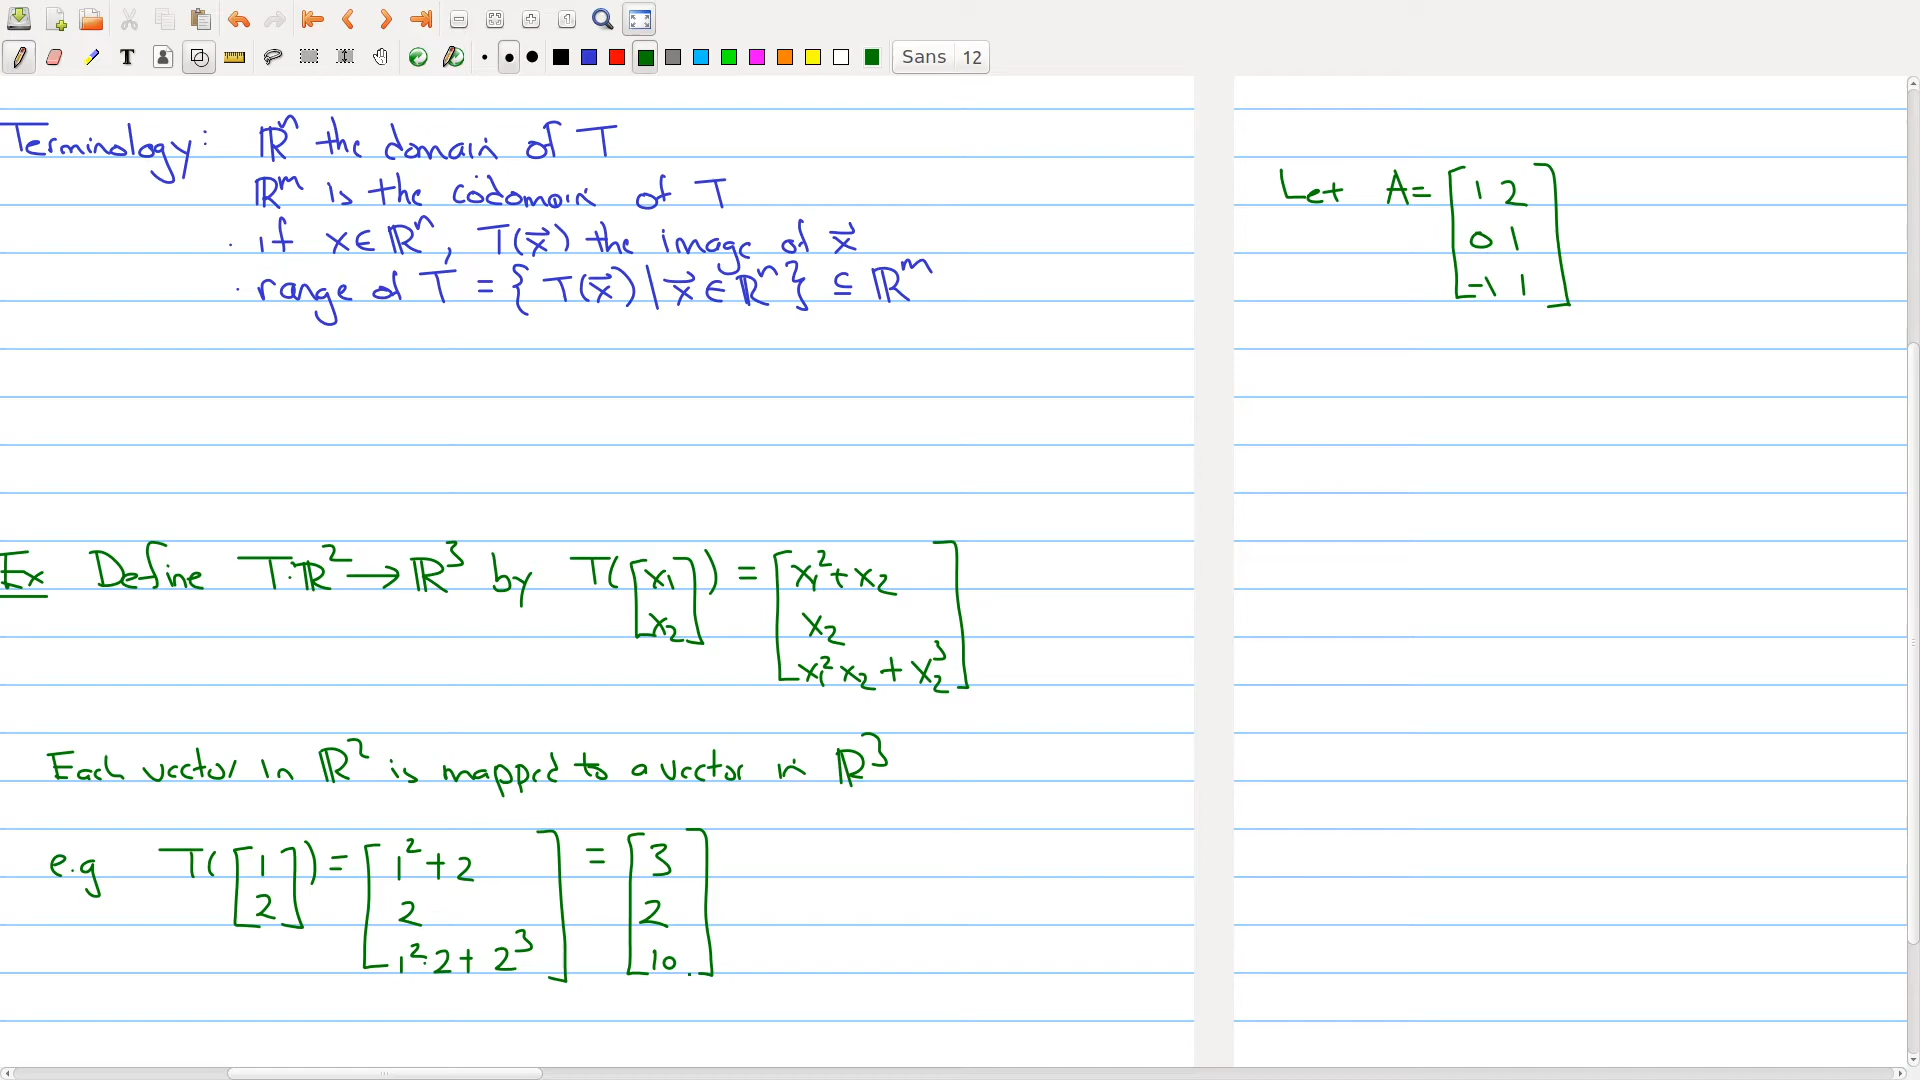 Sans 12
Terminology: ℝⁿ the domain of T
ℝᵐ is the codomain of T
· if x∈ℝⁿ, T(x⃗) the image of x⃗
· range of T = { T(x⃗) | x⃗ ∈ ℝⁿ } ⊆ ℝᵐ
Ex Define T:ℝ²→ℝ³ by T([x₁ x₂]) = [x₁²+x₂
x₂
x₁²x₂ + x₂³]
Each vector in ℝ² is mapped to a vector in ℝ³
e.g T([1 2]) = [1²+2 = [3
2 2
1²·2+2³] 10]
Let A= [1 2
0 1
-1 1]